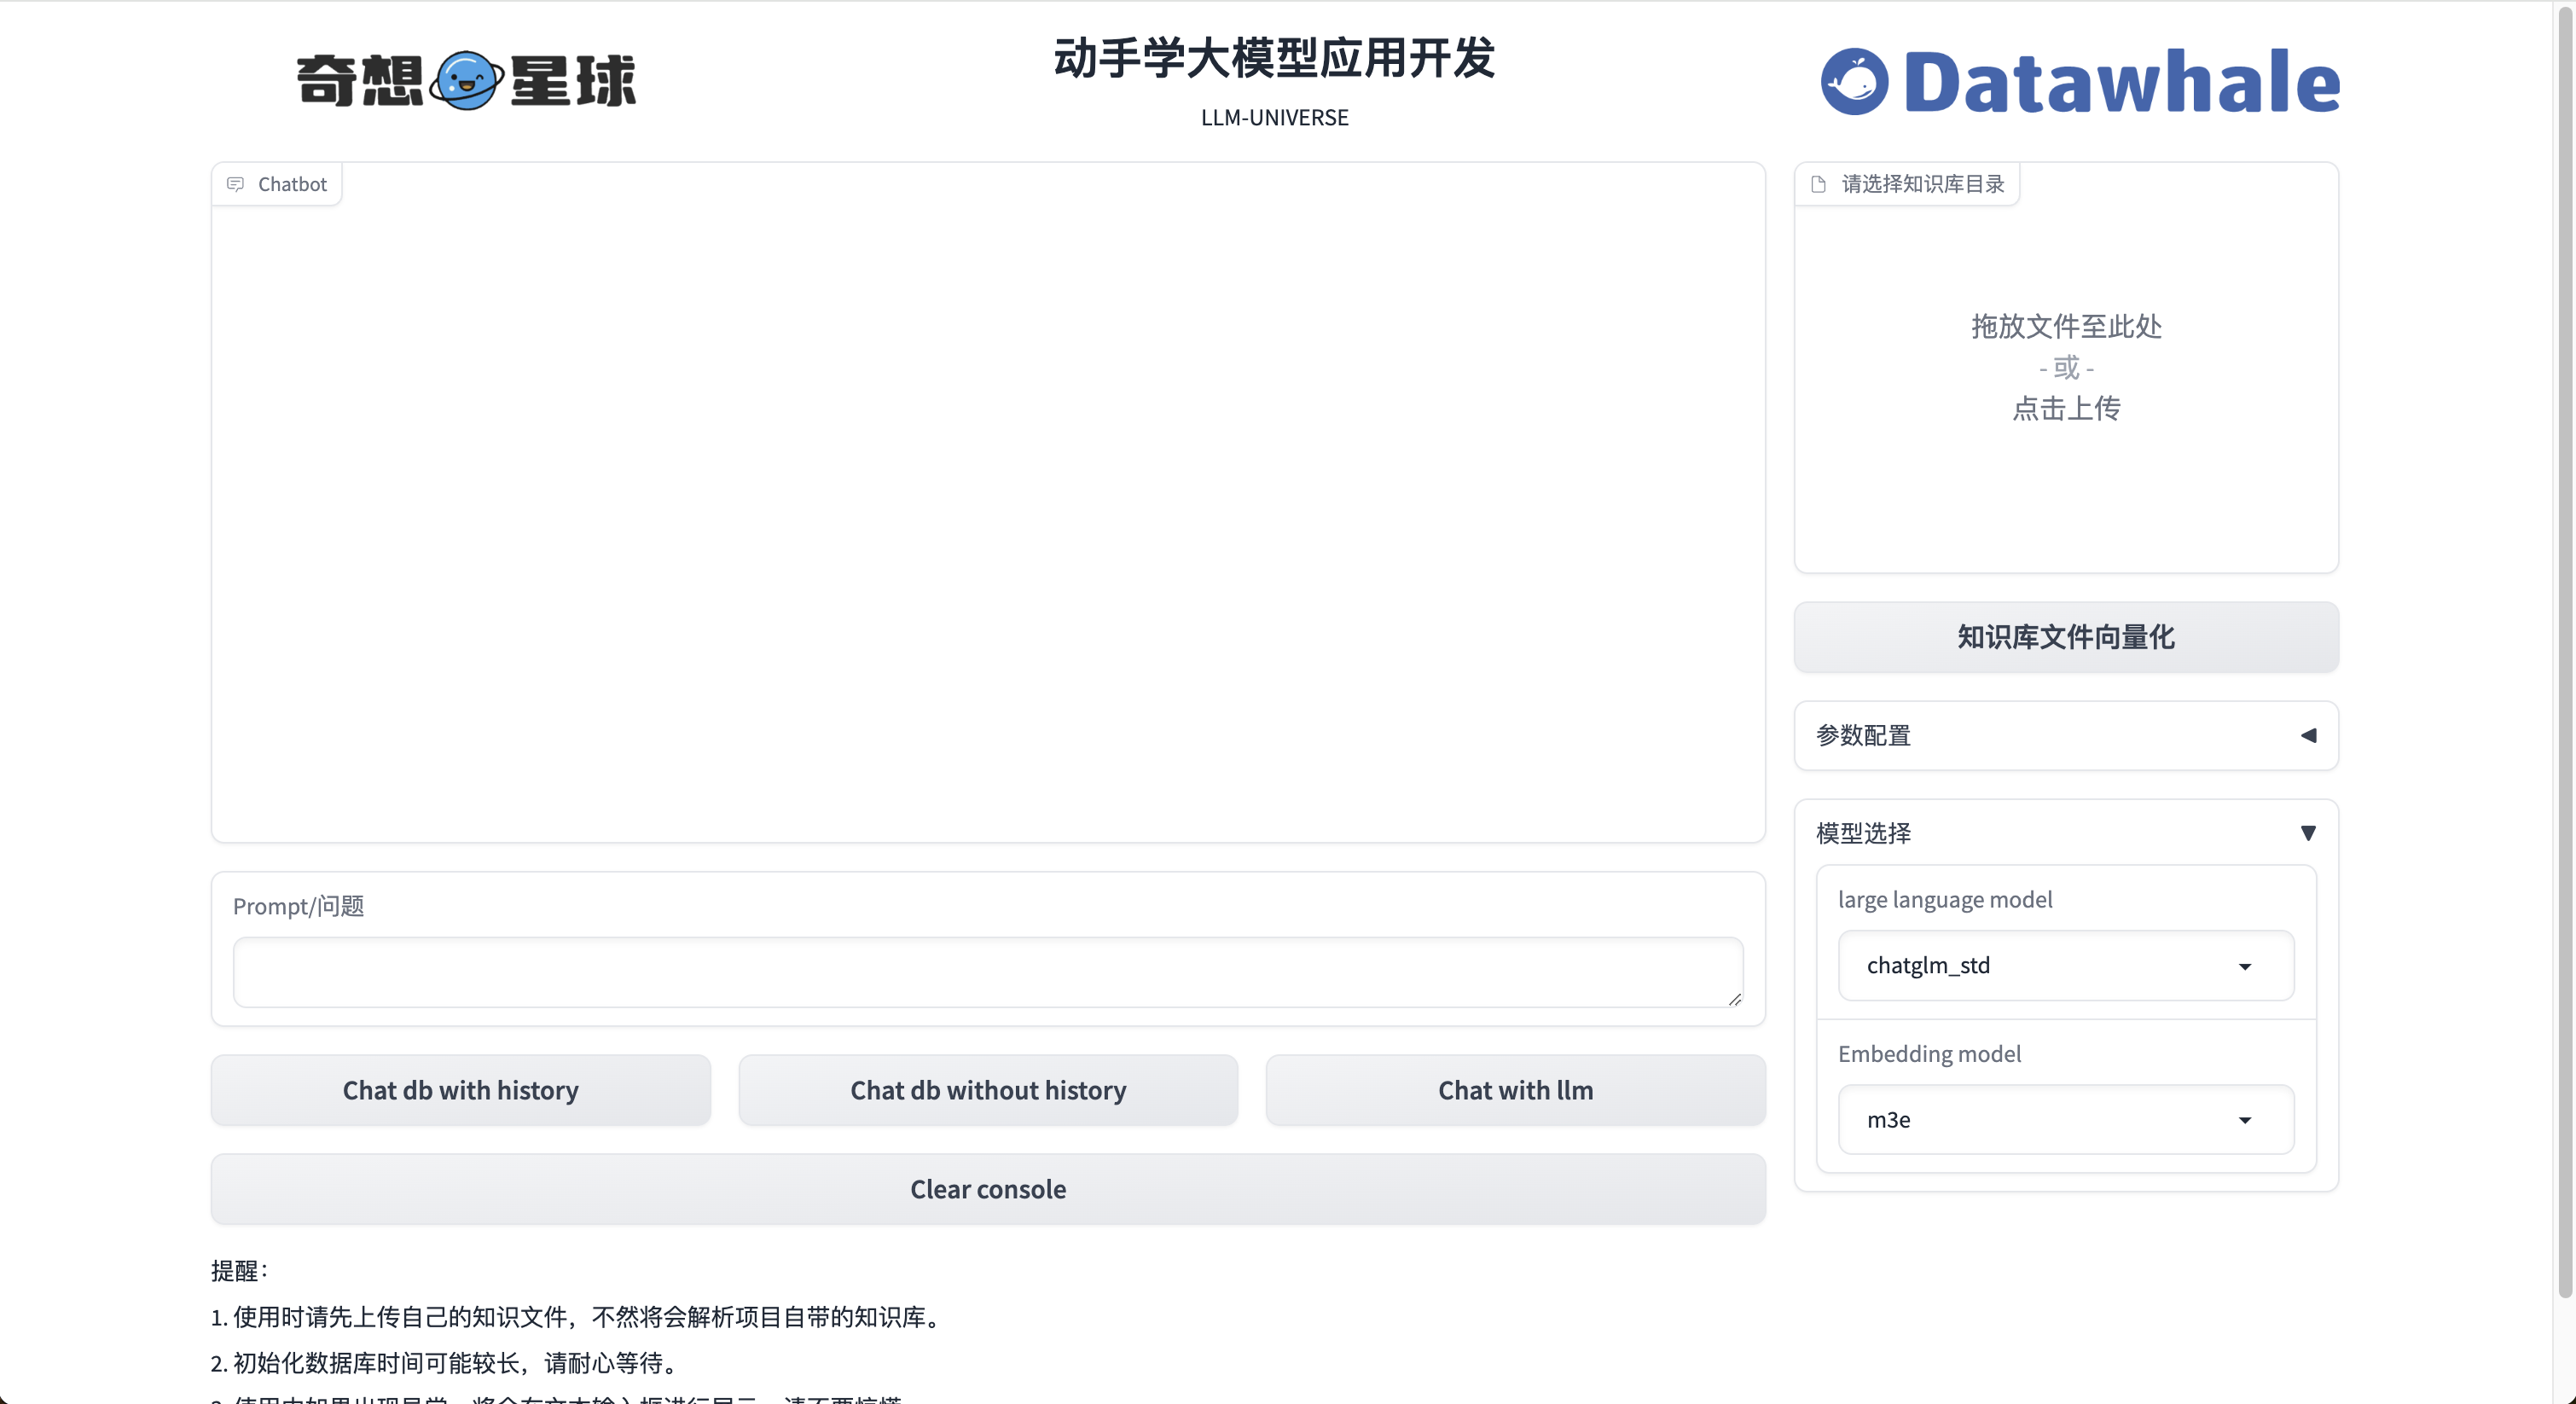 奇想星球
动手学大模型应用开发
LLM-UNIVERSE
Datawhale
Chatbot
请选择知识库目录
拖放文件至此处
- 或 -
点击上传
知识库文件向量化
参数配置
模型选择
large language model
chatglm_std
Embedding model
m3e
Prompt/问题
Chat db with history
Chat db without history
Chat with llm
Clear console
提醒：
1. 使用时请先上传自己的知识文件，不然将会解析项目自带的知识库。
2. 初始化数据库时间可能较长，请耐心等待。